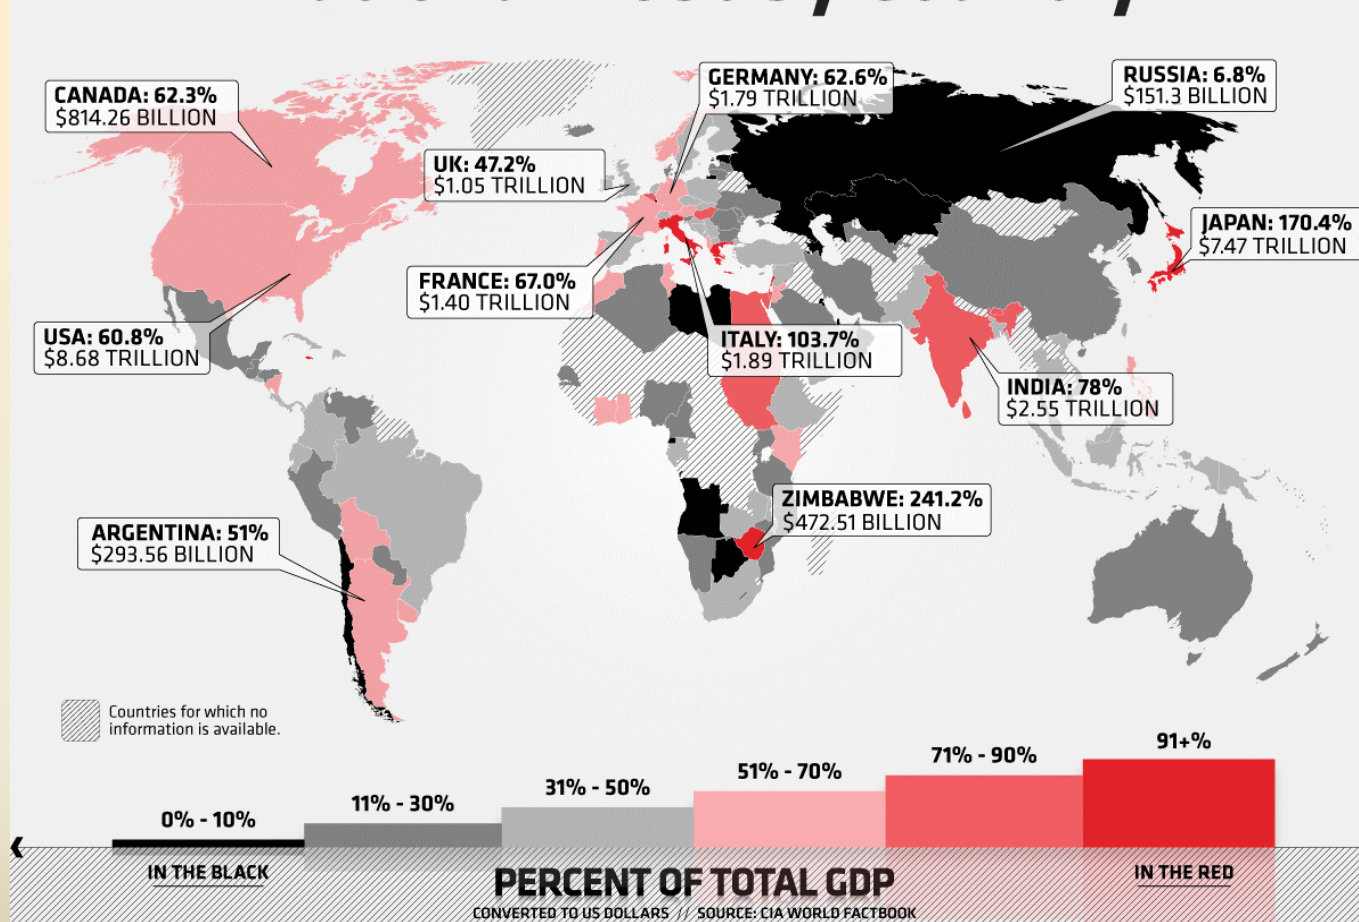 CANADA: 62.3%
$814.26 BILLION
GERMANY: 62.6%
$1.79 TRILLION
RUSSIA: 6.8%
$151.3 BILLION
UK: 47.2%
$1.05 TRILLION
JAPAN: 170.4%
$7.47 TRILLION
FRANCE: 67.0%
$1.40 TRILLION
USA: 60.8%
$8.68 TRILLION
ITALY: 103.7%
$1.89 TRILLION
INDIA: 78%
$2.55 TRILLION
ZIMBABWE: 241.2%
$472.51 BILLION
ARGENTINA: 51%
$293.56 BILLION
Countries for which no
information is available.
0% - 10%
11% - 30%
31% - 50%
51% - 70%
71% - 90%
91+%
IN THE BLACK
PERCENT OF TOTAL GDP
IN THE RED
CONVERTED TO US DOLLARS // SOURCE: CIA WORLD FACTBOOK